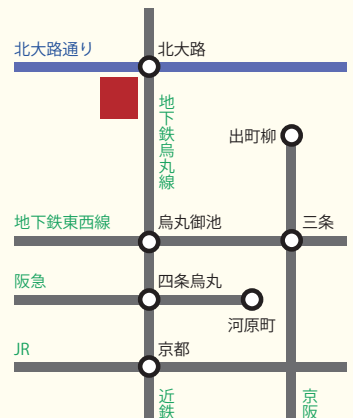 北大路通り
北大路
地下鉄烏丸線
出町柳
地下鉄東西線
烏丸御池
三条
阪急
四条烏丸
河原町
JR
京都
近鉄
京阪